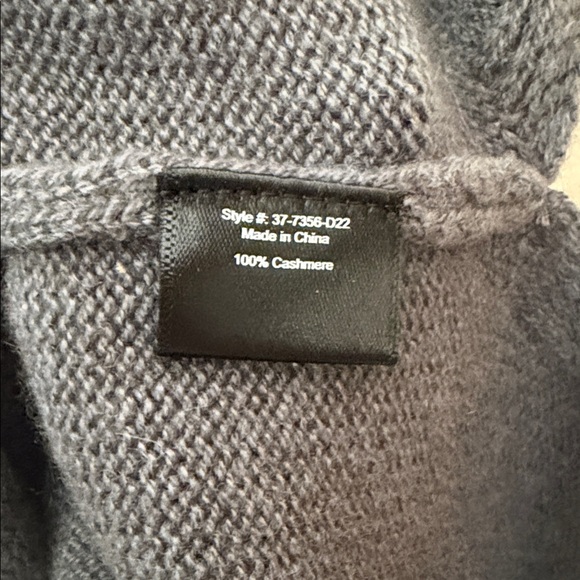 Style #: 37-7356-D22
Made in China
100% Cashmere